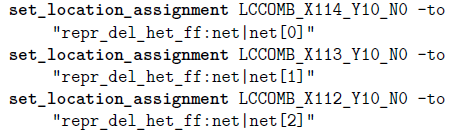 set_location_assignment LCCOMB_X114_Y10_N0 -to
"repr_del_het_ff:net|net[0]"
set_location_assignment LCCOMB_X113_Y10_N0 -to
"repr_del_het_ff:net|net[1]"
set_location_assignment LCCOMB_X112_Y10_N0 -to
"repr_del_het_ff:net|net[2]"